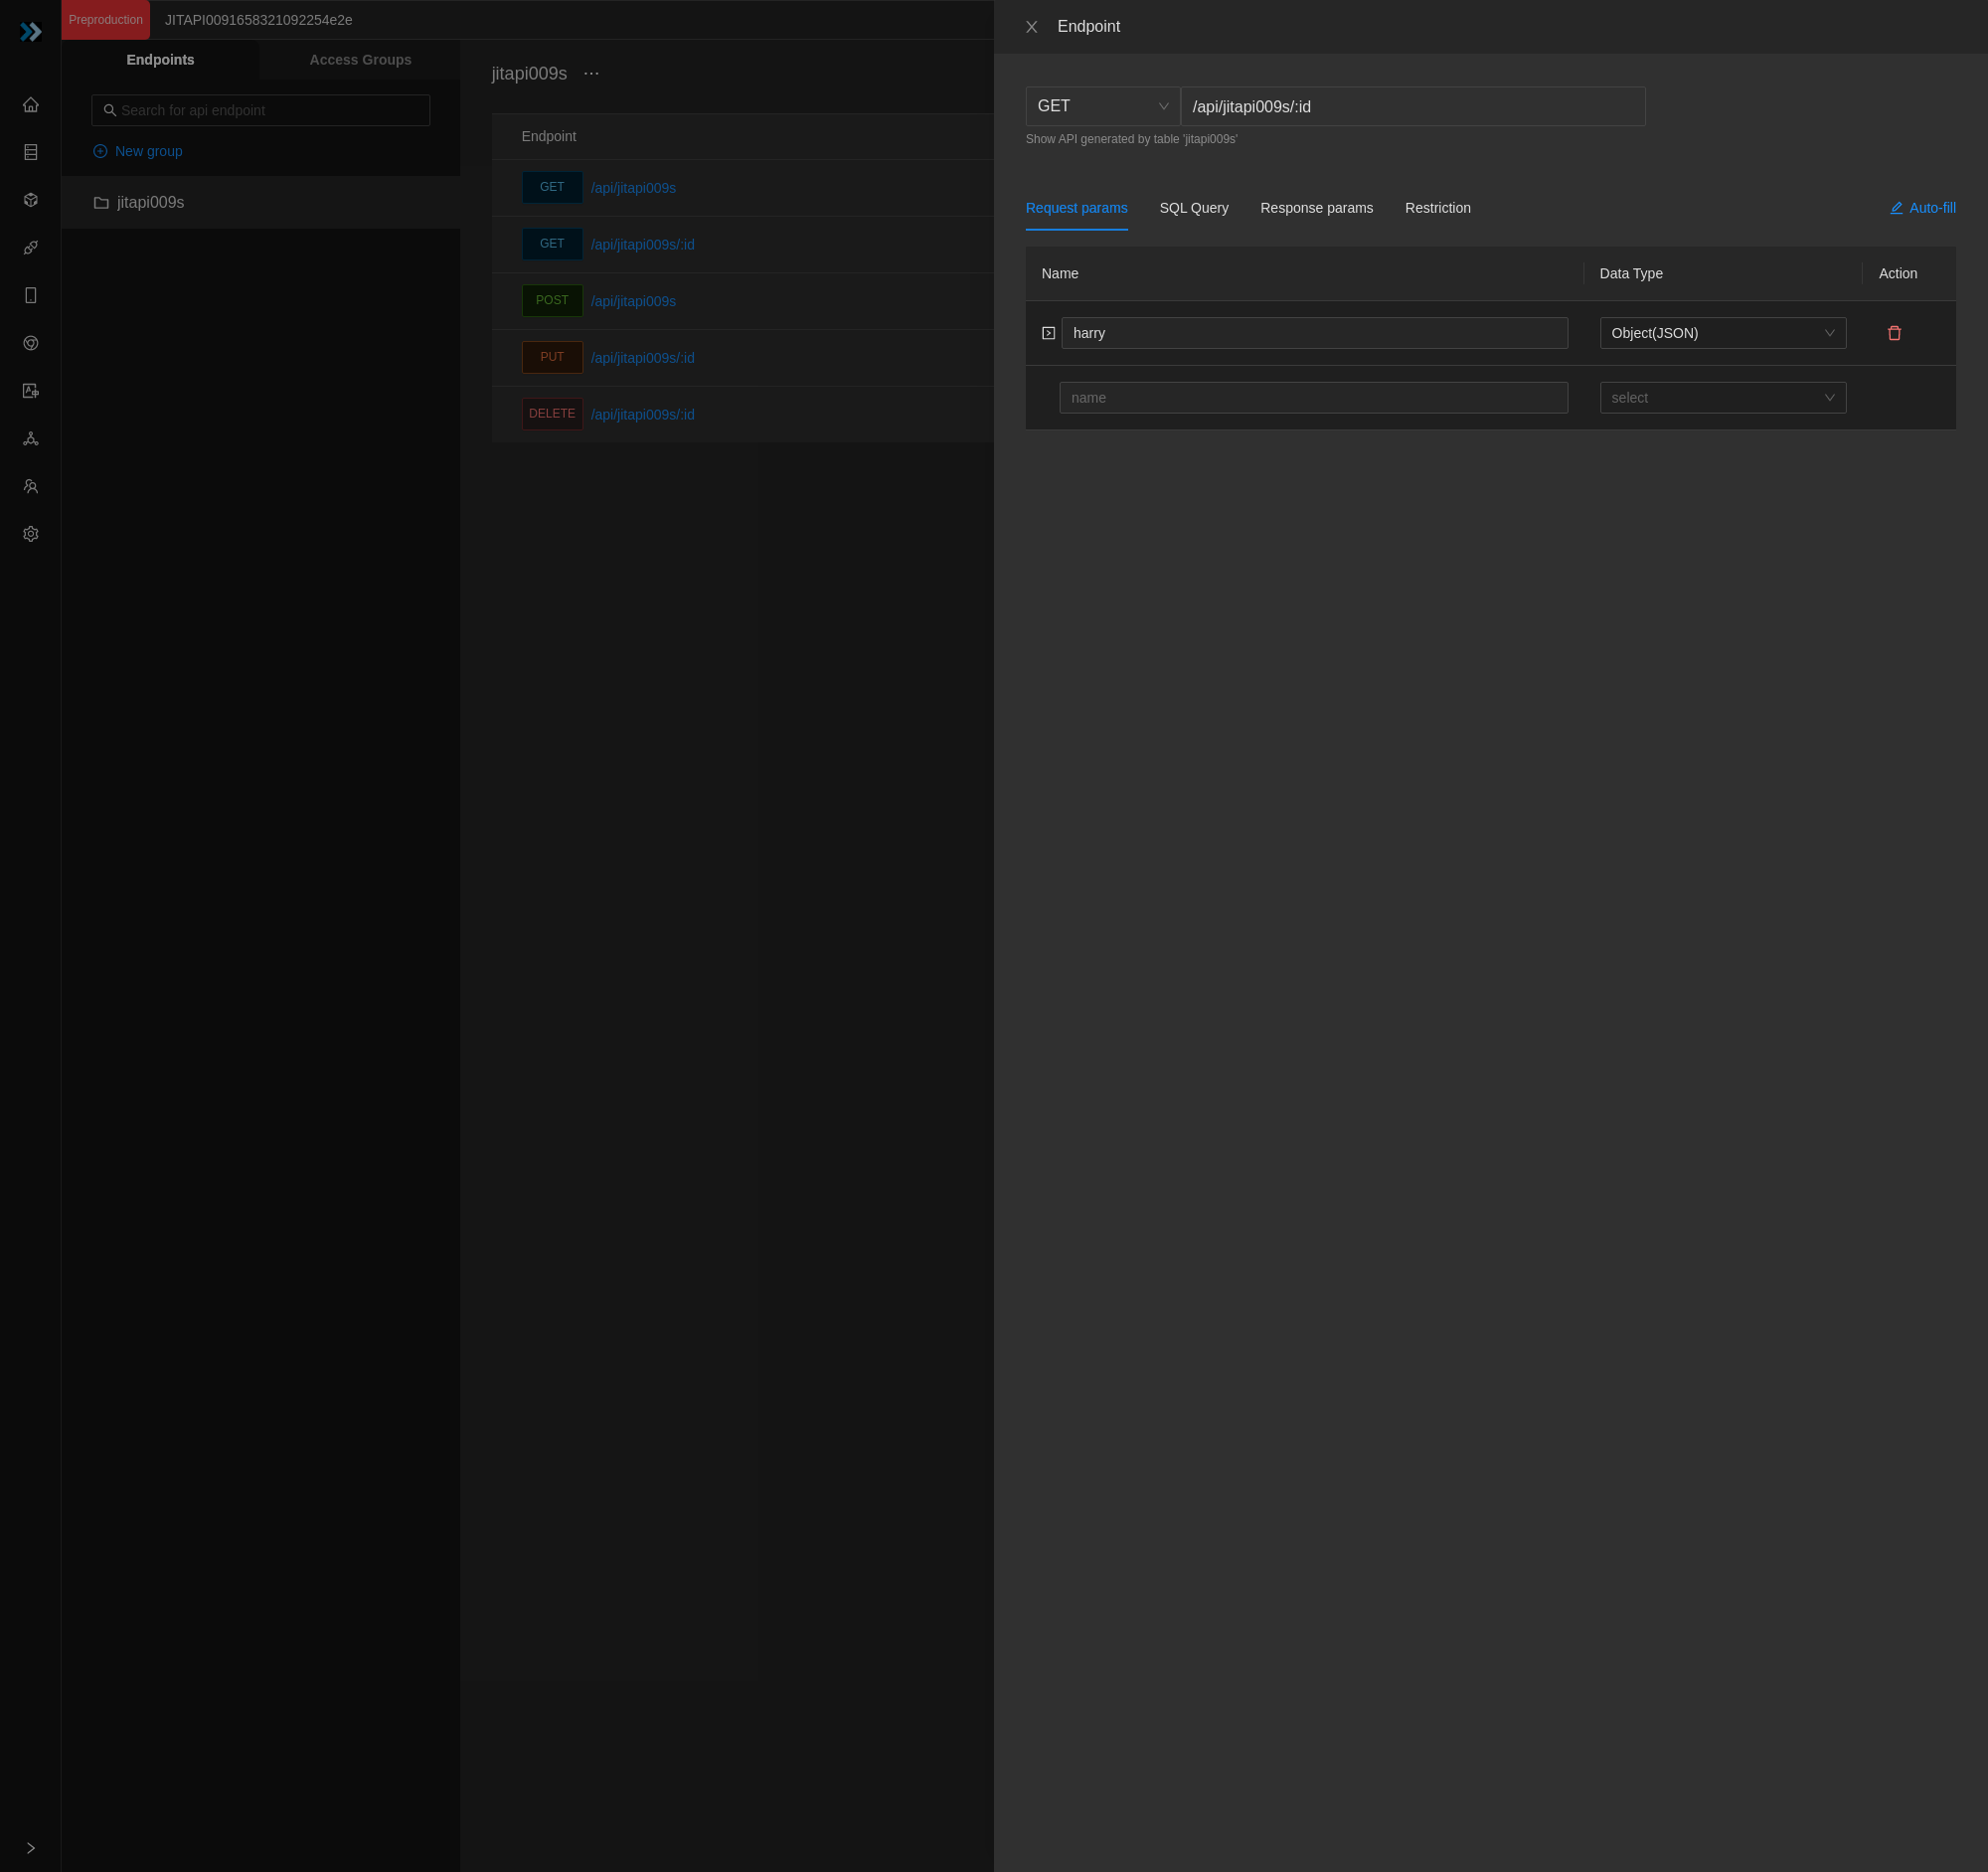 Preproduction
JITAPI0091658321092254e2e
Endpoints
Access Groups
Search for api endpoint
New group
jitapi009s
jitapi009s
Endpoint
GET /api/jitapi009s
GET /api/jitapi009s/:id
POST /api/jitapi009s
PUT /api/jitapi009s/:id
DELETE /api/jitapi009s/:id
Endpoint
GET /api/jitapi009s/:id
Show API generated by table 'jitapi009s'
Request params SQL Query Response params Restriction Auto-fill
Name Data Type Action
harry Object(JSON)
name select